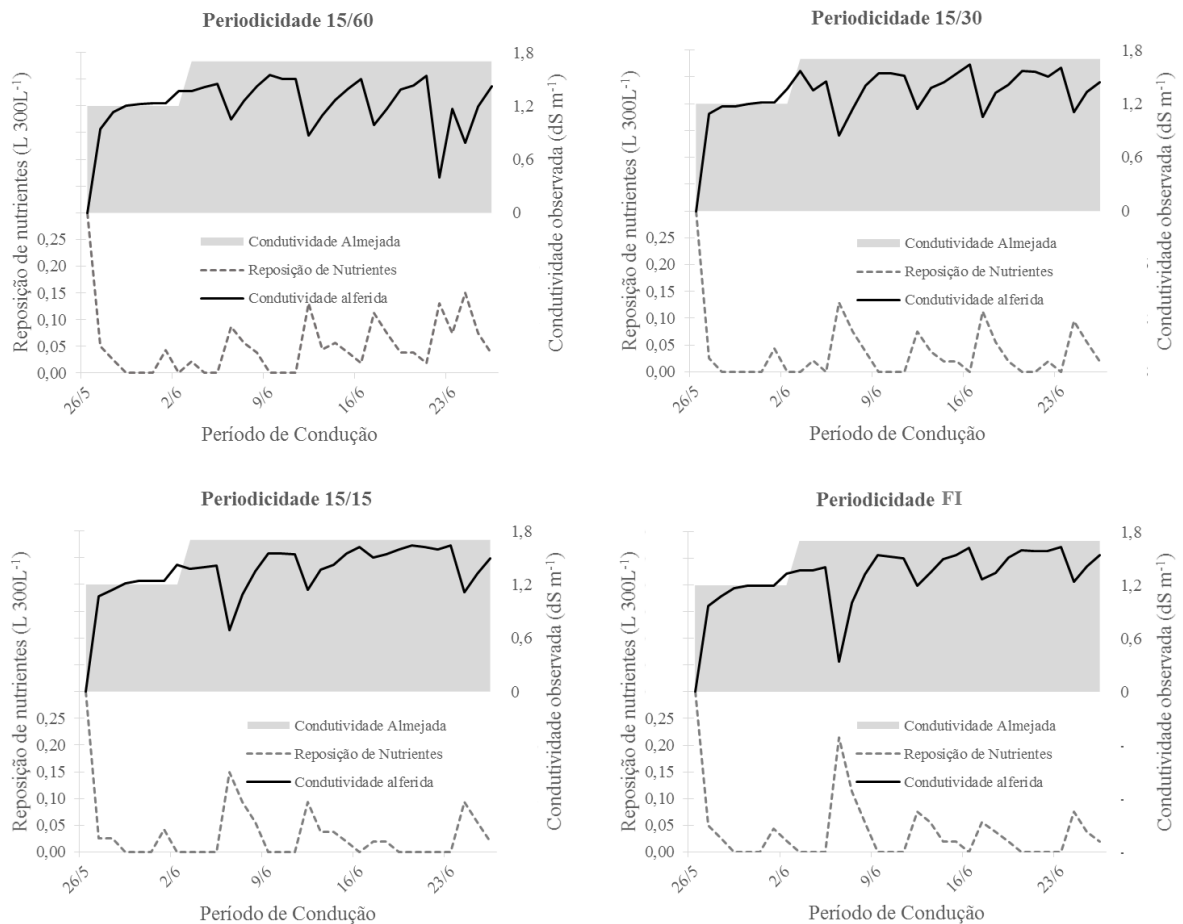 Periodicidade 15/60
Reposição de nutrientes (L 300L⁻¹)
0,25
0,20
0,15
0,10
0,05
0,00
1,8
1,2
0,6
0
Condutividade observada (dS m⁻¹)
Condutividade Almejada
Reposição de Nutrientes
Condutividade alferida
26/5
2/6
9/6
16/6
23/6
Período de Condução
Periodicidade 15/30
Reposição de nutrientes (L 300L⁻¹)
0,25
0,20
0,15
0,10
0,05
0,00
1,8
1,2
0,6
0
Condutividade observada (dS m⁻¹)
Condutividade Almejada
Reposição de Nutrientes
Condutividade alferida
26/5
2/6
9/6
16/6
23/6
Período de Condução
Periodicidade 15/15
Reposição de nutrientes (L 300L⁻¹)
0,25
0,20
0,15
0,10
0,05
0,00
1,8
1,2
0,6
0
Condutividade observada (dS m⁻¹)
Condutividade Almejada
Reposição de Nutrientes
Condutividade alferida
26/5
2/6
9/6
16/6
23/6
Período de Condução
Periodicidade FI
Reposição de nutrientes (L 300L⁻¹)
0,25
0,20
0,15
0,10
0,05
0,00
1,8
1,2
0,6
0
Condutividade observada (dS m⁻¹)
Condutividade Almejada
Reposição de Nutrientes
Condutividade alferida
26/5
2/6
9/6
16/6
23/6
Período de Condução